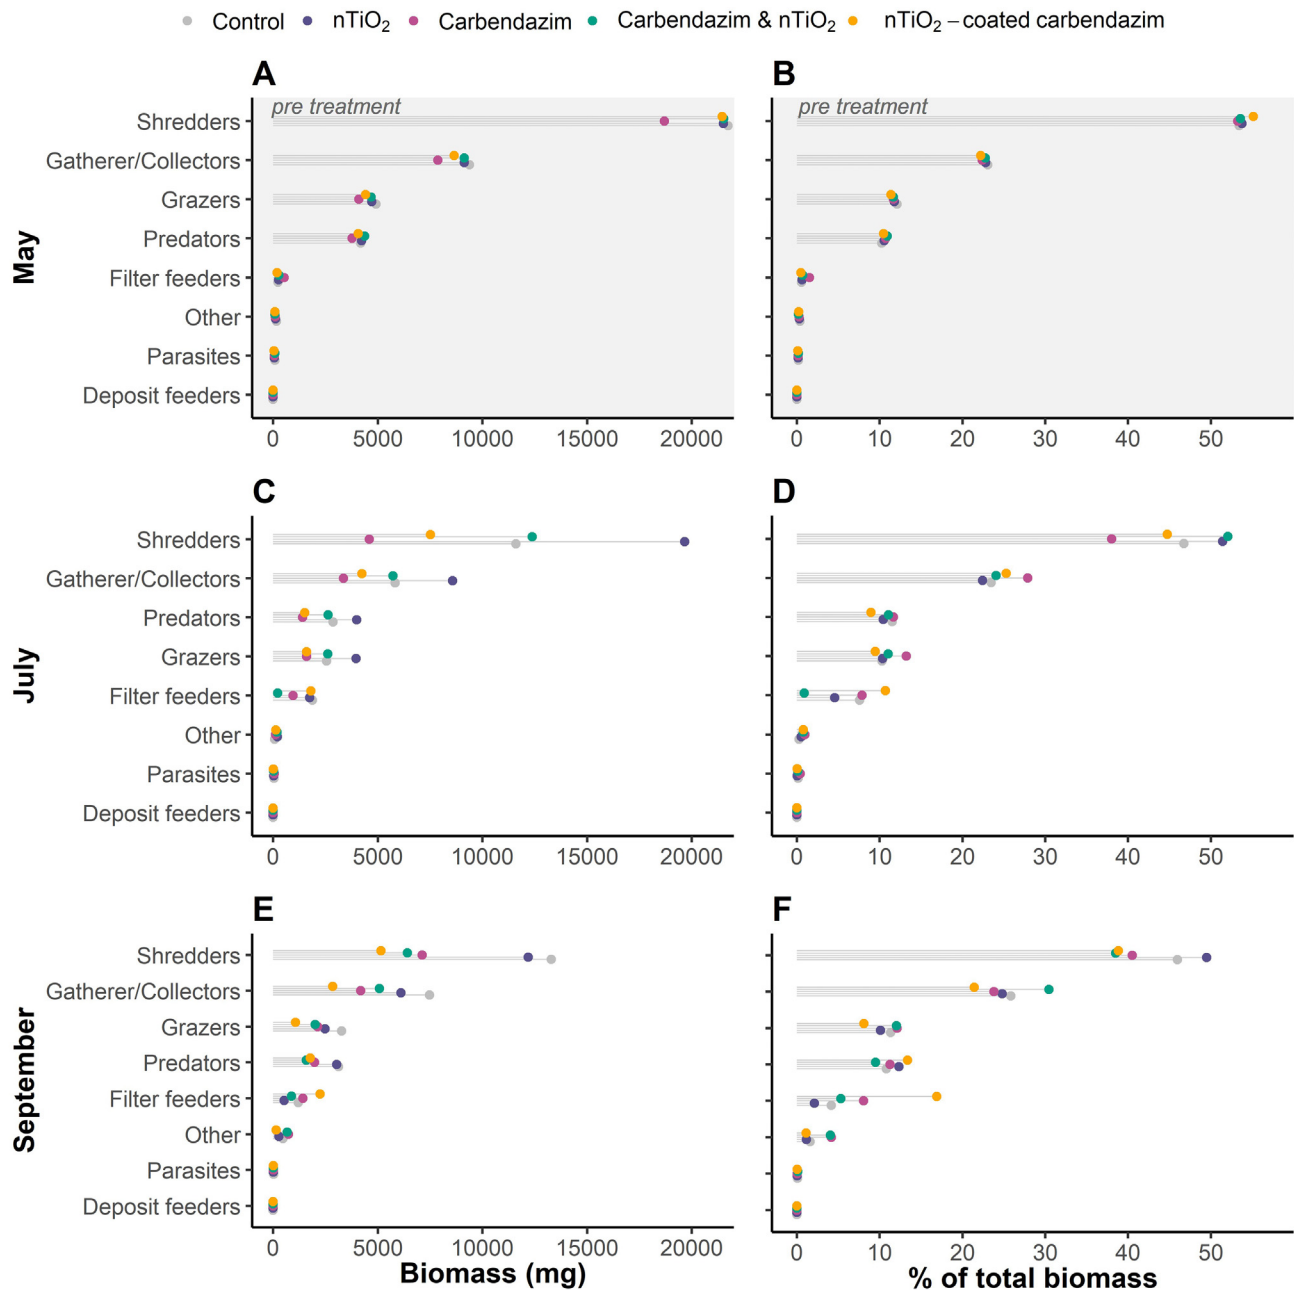 Control nTiO₂ Carbendazim Carbendazim & nTiO₂ nTiO₂ – coated carbendazim
A
pre treatment
Shredders
Gatherer/Collectors
Grazers
Predators
Filter feeders
Other
Parasites
Deposit feeders
0 5000 10000 15000 20000
May
B
pre treatment
0 10 20 30 40 50
C
Shredders
Gatherer/Collectors
Predators
Grazers
Filter feeders
Other
Parasites
Deposit feeders
0 5000 10000 15000 20000
July
D
0 10 20 30 40 50
E
Shredders
Gatherer/Collectors
Grazers
Predators
Filter feeders
Other
Parasites
Deposit feeders
0 5000 10000 15000 20000
Biomass (mg)
September
F
0 10 20 30 40 50
% of total biomass